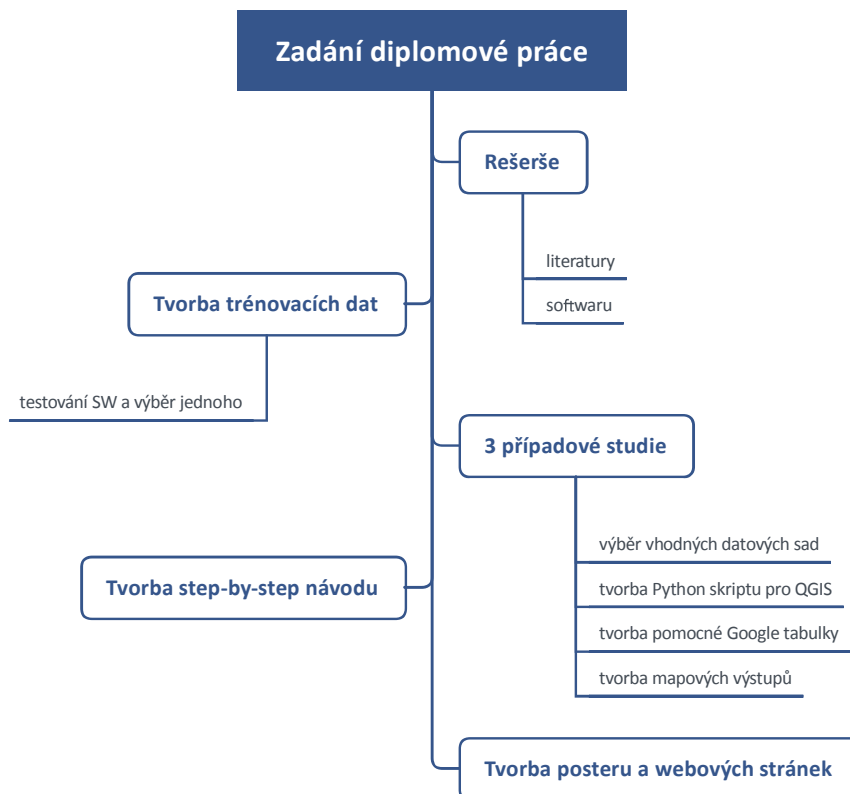 Zadání diplomové práce
Rešerše
literatury
softwaru
Tvorba trénovacích dat
testování SW a výběr jednoho
3 případové studie
výběr vhodných datových sad
tvorba Python skriptu pro QGIS
tvorba pomocné Google tabulky
tvorba mapových výstupů
Tvorba step-by-step návodu
Tvorba posteru a webových stránek